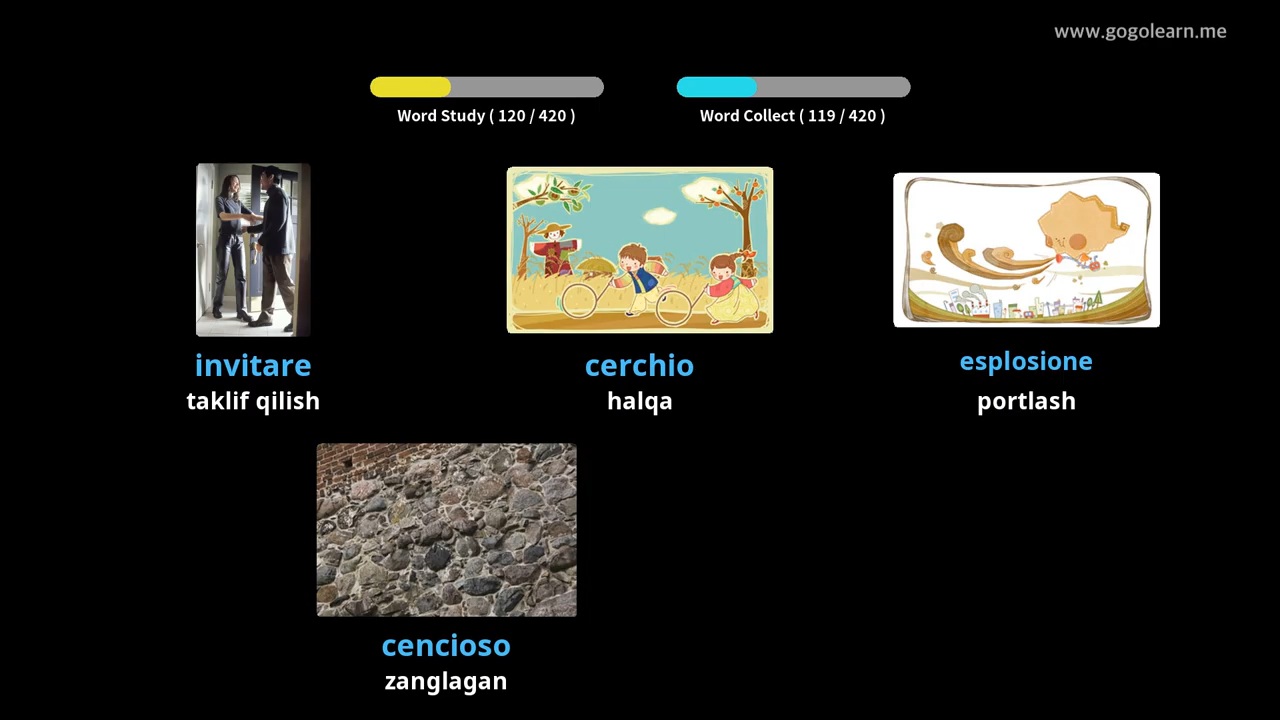 www.gogolearn.me
Word Study ( 120 / 420 )
Word Collect ( 119 / 420 )
invitare
taklif qilish
cerchio
halqa
esplosione
portlash
cencioso
zanglagan